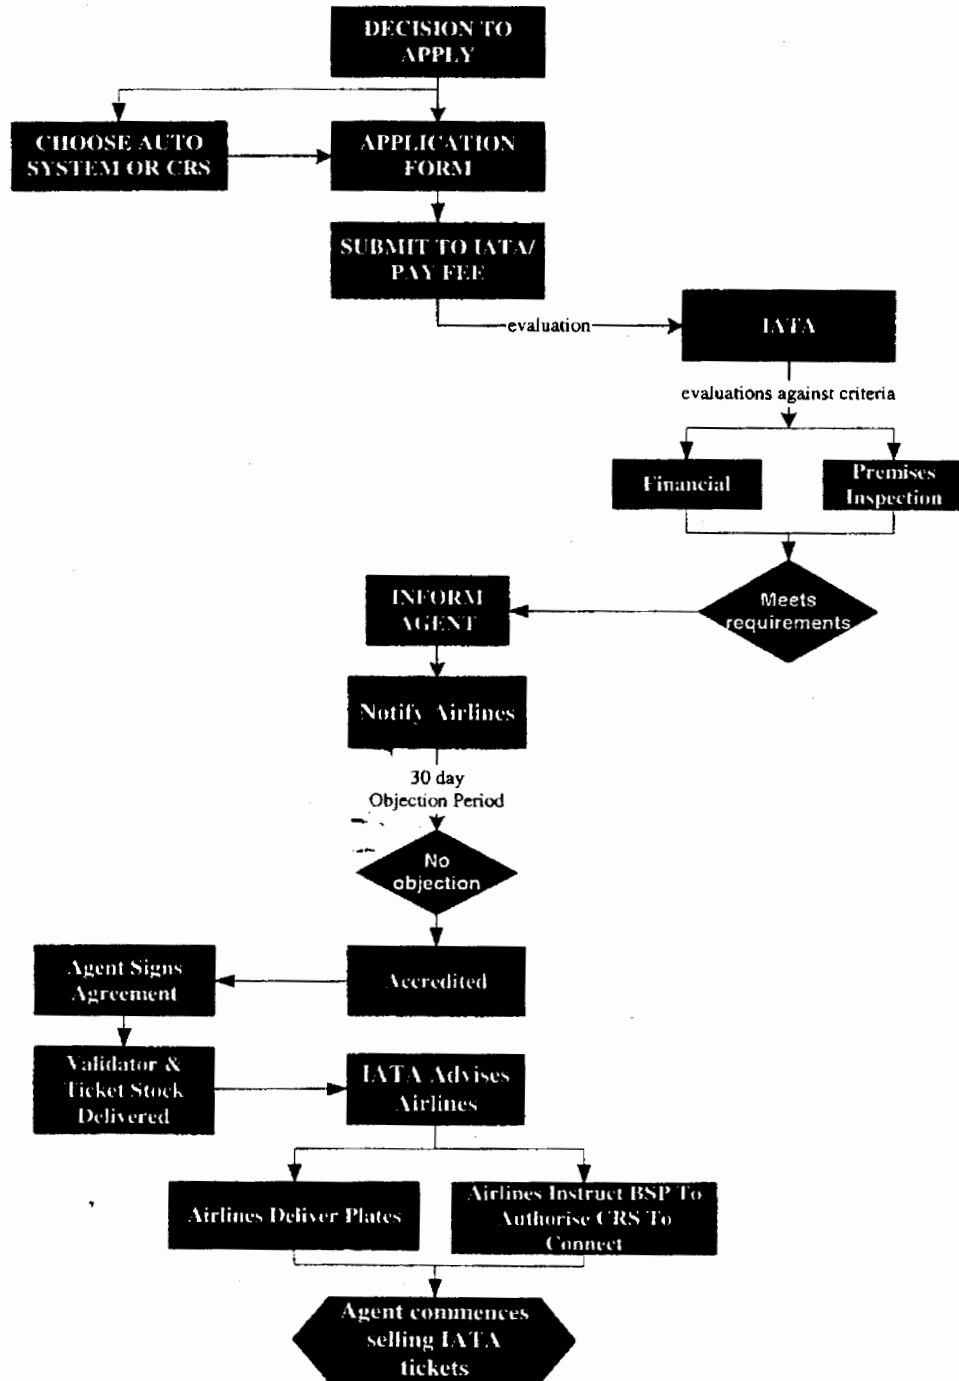 DECISION TO
APPLY
CHOOSE AUTO
SYSTEM OR CRS
APPLICATION
FORM
SUBMIT TO IATA/
PAY FEE
evaluation
IATA
evaluations against criteria
Financial
Premises
Inspection
Meets
requirements
INFORM
AGENT
Notify Airlines
30 day
Objection Period
No
objection
Agent Signs
Agreement
Accredited
Validator &
Ticket Stock
Delivered
IATA Advises
Airlines
Airlines Deliver Plates
Airlines Instruct BSP To
Authorise CRS To
Connect
Agent commences
selling IATA
tickets